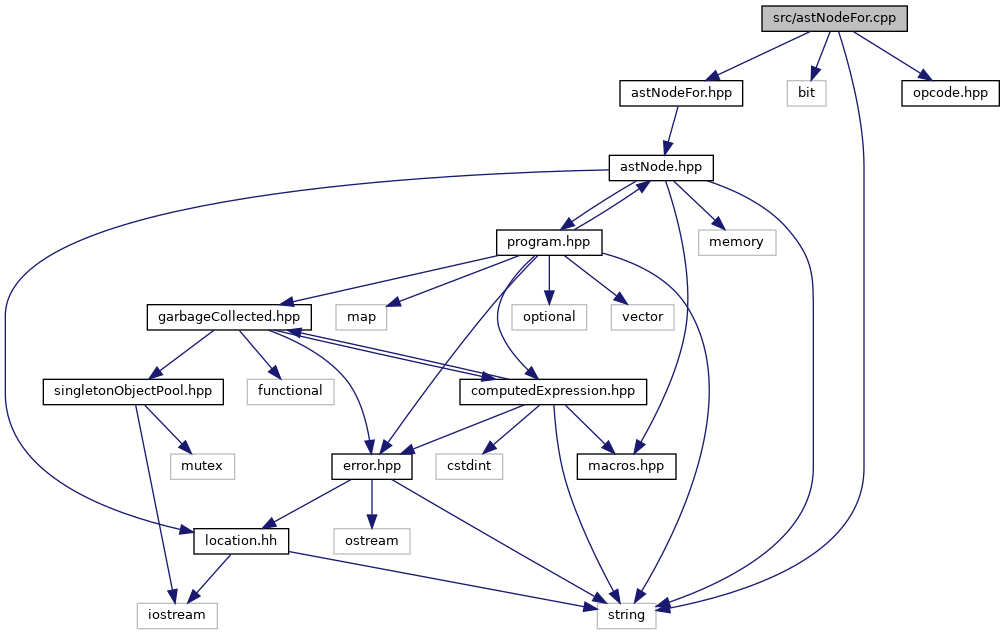 src/astNodeFor.cpp
astNodeFor.hpp
bit
opcode.hpp
astNode.hpp
program.hpp
memory
garbageCollected.hpp
map
optional
vector
singletonObjectPool.hpp
functional
computedExpression.hpp
mutex
error.hpp
cstdint
macros.hpp
location.hh
ostream
iostream
string